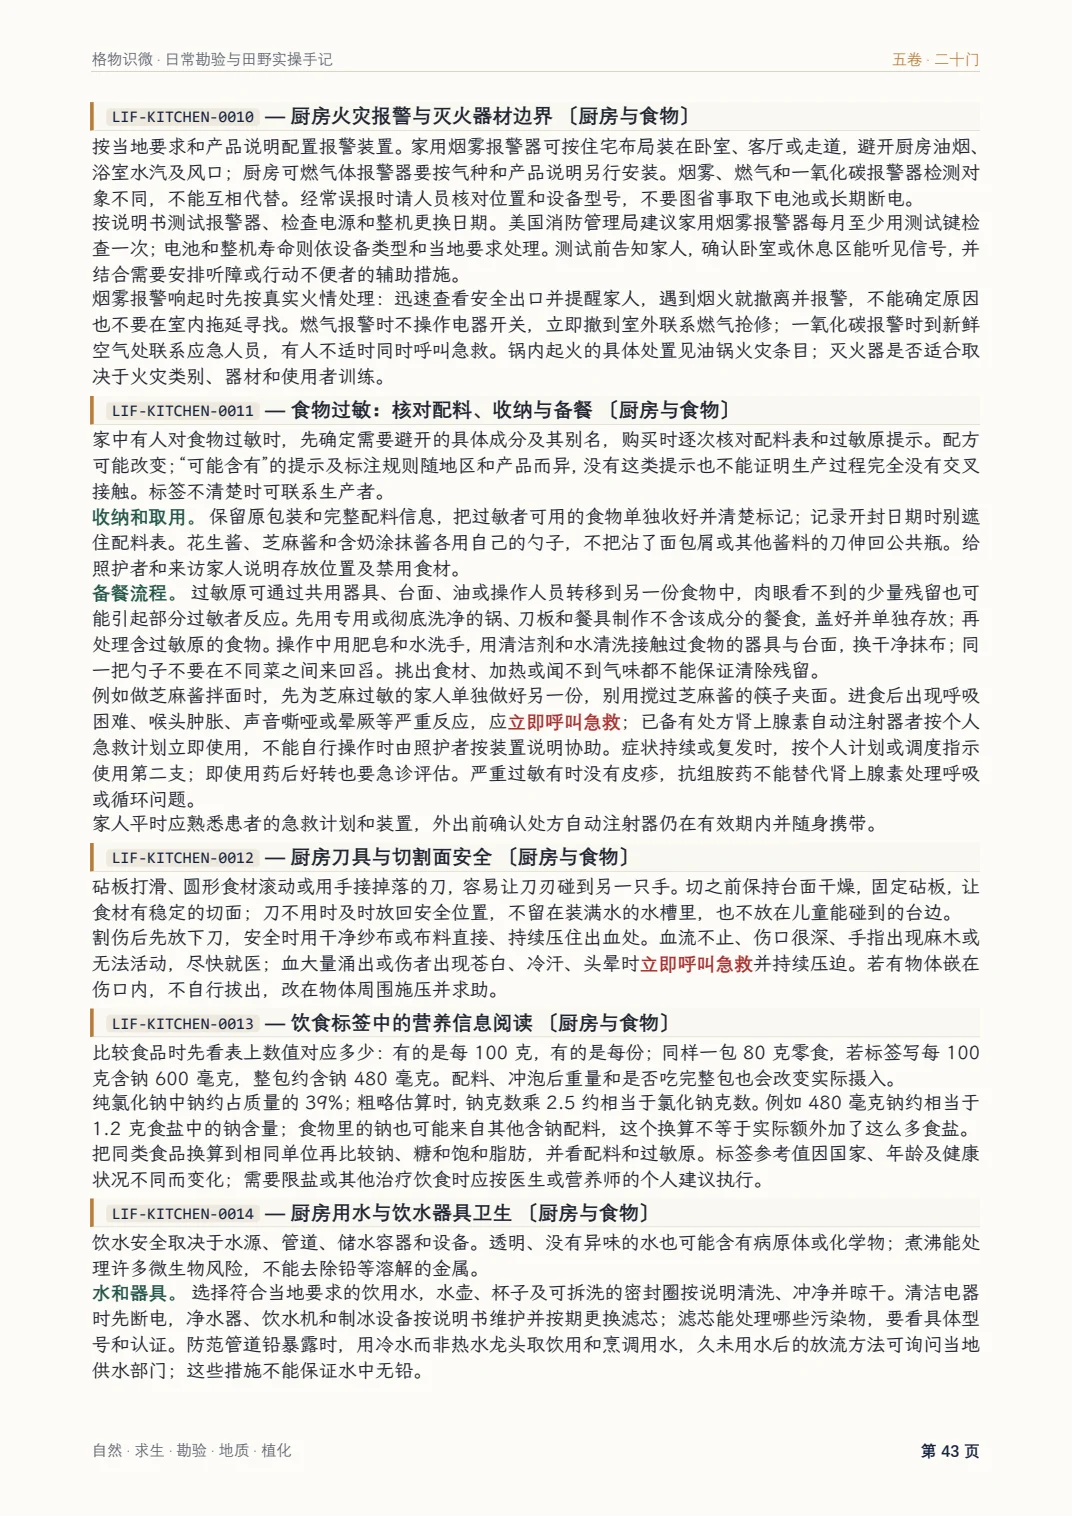 格物识微 · 日常勘验与田野实操手记
五卷 · 二十门
LIF-KITCHEN-0010 — 厨房火灾报警与灭火器材边界 〔厨房与食物〕
按当地要求和产品说明配置报警装置。家用烟雾报警器可按住宅布局装在卧室、客厅或走道，避开厨房油烟、
浴室水汽及风口；厨房可燃气体报警器要按气种和产品说明另行安装。烟雾、燃气和一氧化碳报警器检测对
象不同，不能互相代替。经常误报时请人员核对位置和设备型号，不要图省事取下电池或长期断电。
按说明书测试报警器、检查电源和整机更换日期。美国消防管理局建议家用烟雾报警器每月至少用测试键检
查一次；电池和整机寿命则依设备类型和当地要求处理。测试前告知家人，确认卧室或休息区能听见信号，并
结合需要安排听障或行动不便者的辅助措施。
烟雾报警响起时先按真实火情处理：迅速查看安全出口并提醒家人，遇到烟火就撤离并报警，不能确定原因
也不要在室内拖延寻找。燃气报警时不操作电器开关，立即撤到室外联系燃气抢修；一氧化碳报警时到新鲜
空气处联系应急人员，有人不适时同时呼叫急救。锅内起火的具体处置见油锅火灾条目；灭火器是否适合取
决于火灾类别、器材和使用者训练。
LIF-KITCHEN-0011 — 食物过敏：核对配料、收纳与备餐 〔厨房与食物〕
家中有人对食物过敏时，先确定需要避开的具体成分及其别名，购买时逐次核对配料表和过敏原提示。配方
可能改变；“可能含有”的提示及标注规则随地区和产品而异，没有这类提示也不能证明生产过程完全没有交叉
接触。标签不清楚时可联系生产者。
收纳和取用。 保留原包装和完整配料信息，把过敏者可用的食物单独收好并清楚标记；记录开封日期时别遮
住配料表。花生酱、芝麻酱和含奶涂抹酱各用自己的勺子，不把沾了面包屑或其他酱料的刀伸回公共瓶。给
照护者和来访家人说明存放位置及禁用食材。
备餐流程。 过敏原可通过共用器具、台面、油或操作人员转移到另一份食物中，肉眼看不到的少量残留也可
能引起部分过敏者反应。先用专用或彻底洗净的锅、刀板和餐具制作不含该成分的餐食，盖好并单独存放；再
处理含过敏原的食物。操作中用肥皂和水洗手，用清洁剂和水清洗接触过食物的器具与台面，换干净抹布；同
一把勺子不要在不同菜之间来回舀。挑出食材、加热或闻不到气味都不能保证清除残留。
例如做芝麻酱拌面时，先为芝麻过敏的家人单独做好另一份，别用搅过芝麻酱的筷子夹面。进食后出现呼吸
困难、喉头肿胀、声音嘶哑或晕厥等严重反应，应立即呼叫急救；已备有处方肾上腺素自动注射器者按个人
急救计划立即使用，不能自行操作时由照护者按装置说明协助。症状持续或复发时，按个人计划或调度指示
使用第二支；即使用药后好转也要急诊评估。严重过敏有时没有皮疹，抗组胺药不能替代肾上腺素处理呼吸
或循环问题。
家人平时应熟悉患者的急救计划和装置，外出前确认处方自动注射器仍在有效期内并随身携带。
LIF-KITCHEN-0012 — 厨房刀具与切割面安全 〔厨房与食物〕
砧板打滑、圆形食材滚动或用手接掉落的刀，容易让刀刃碰到另一只手。切之前保持台面干燥，固定砧板，让
食材有稳定的切面；刀不用时及时放回安全位置，不留在装满水的水槽里，也不放在儿童能碰到的台边。
割伤后先放下刀，安全时用干净纱布或布料直接、持续压住出血处。血流不止、伤口很深、手指出现麻木或
无法活动，尽快就医；血大量涌出或伤者出现苍白、冷汗、头晕时立即呼叫急救并持续压迫。若有物体嵌在
伤口内，不自行拔出，改在物体周围施压并求助。
LIF-KITCHEN-0013 — 饮食标签中的营养信息阅读 〔厨房与食物〕
比较食品时先看表上数值对应多少：有的是每 100 克，有的是每份；同样一包 80 克零食，若标签写每 100
克含钠 600 毫克，整包约含钠 480 毫克。配料、冲泡后重量和是否吃完整包也会改变实际摄入。
纯氯化钠中钠约占质量的 39%；粗略估算时，钠克数乘 2.5 约相当于氯化钠克数。例如 480 毫克钠约相当于
1.2 克食盐中的钠含量；食物里的钠也可能来自其他含钠配料，这个换算不等于实际额外加了这么多食盐。
把同类食品换算到相同单位再比较钠、糖和饱和脂肪，并看配料和过敏原。标签参考值因国家、年龄及健康
状况不同而变化；需要限盐或其他治疗饮食时应按医生或营养师的个人建议执行。
LIF-KITCHEN-0014 — 厨房用水与饮水器具卫生 〔厨房与食物〕
饮水安全取决于水源、管道、储水容器和设备。透明、没有异味的水也可能含有病原体或化学物；煮沸能处
理许多微生物风险，不能去除铅等溶解的金属。
水和器具。 选择符合当地要求的饮用水，水壶、杯子及可拆洗的密封圈按说明清洗、冲净并晾干。清洁电器
时先断电，净水器、饮水机和制冰设备按说明书维护并按期更换滤芯；滤芯能处理哪些污染物，要看具体型
号和认证。防范管道铅暴露时，用冷水而非热水龙头取饮用和烹调用水，久未用水后的放流方法可询问当地
供水部门；这些措施不能保证水中无铅。
自然 · 求生 · 勘验 · 地质 · 植化
第 43 页